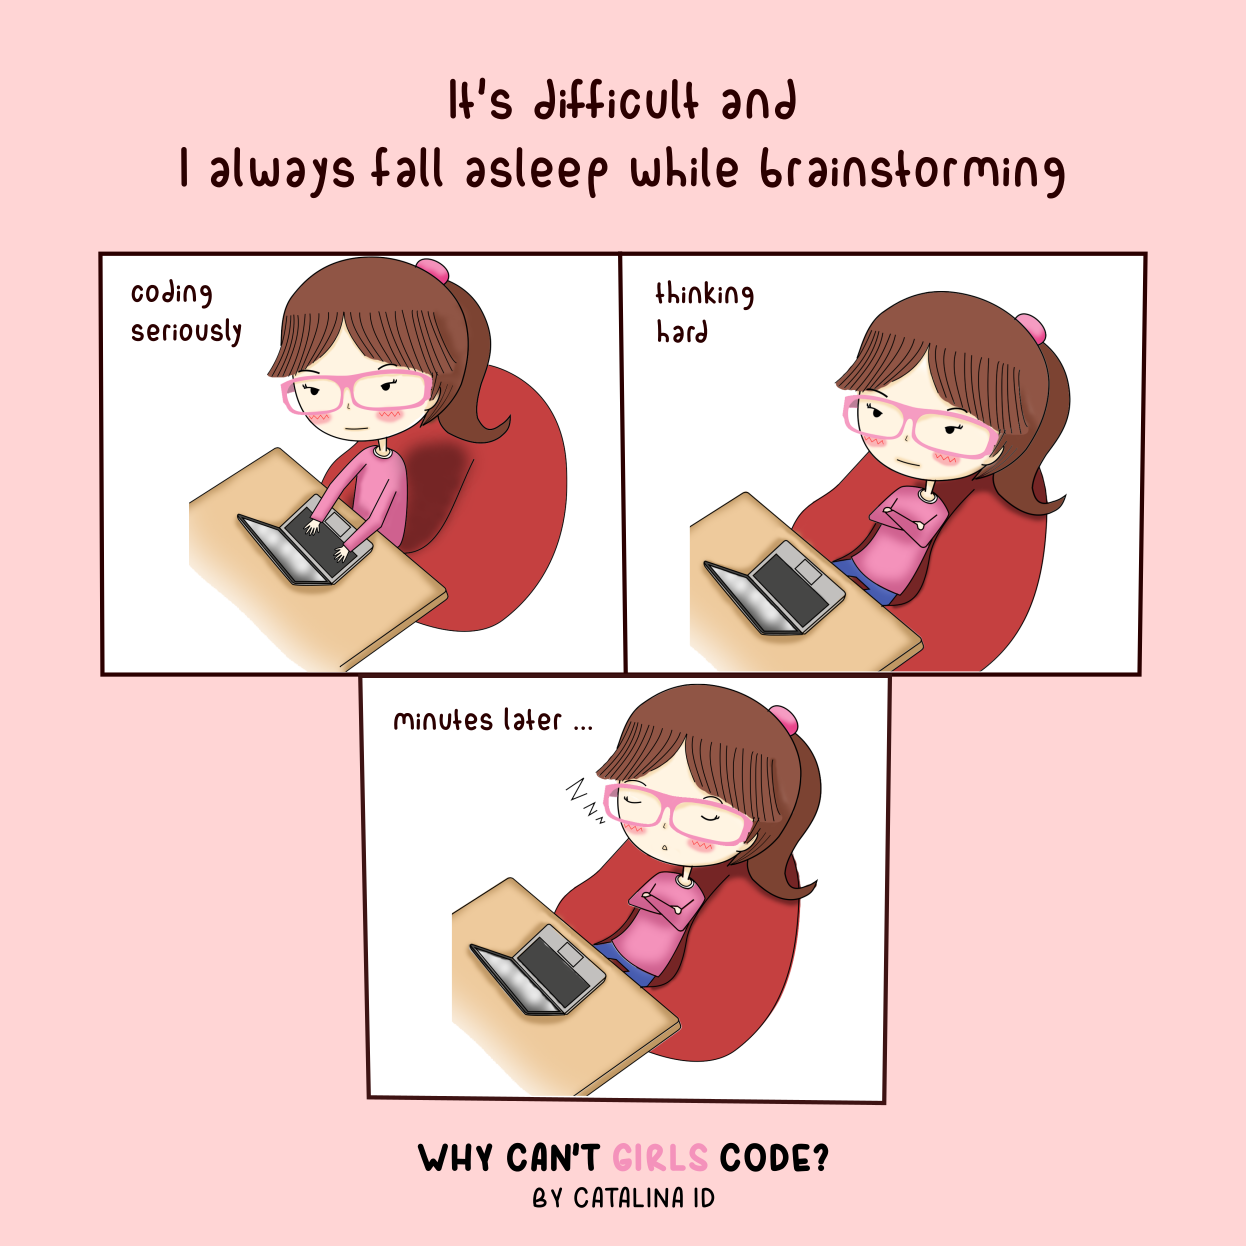 It's difficult and
I always fall asleep while brainstorming
coding
seriously
thinking
hard
minutes later ...
WHY CAN'T GIRLS CODE?
BY CATALINA ID